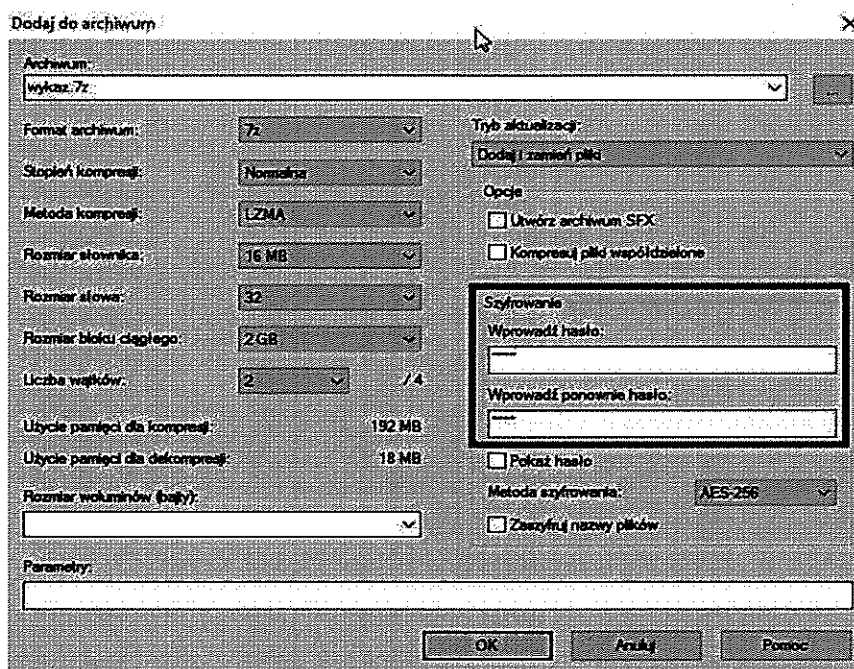 Dodaj do archiwum
Archiwum:
wykaz.7z
...
Format archiwum: 7z
Stopień kompresji: Normalna
Metoda kompresji: LZMA
Rozmiar słownika: 16 MB
Rozmiar słowa: 32
Rozmiar bloku ciągłego: 2 GB
Liczba wątków: 2 / 4
Użycie pamięci dla kompresji: 192 MB
Użycie pamięci dla dekompresji: 18 MB
Rozmiar woluminów (bajty):
Tryb aktualizacji:
Dodaj i zamień pliki
Opcje
Utwórz archiwum SFX
Kompresuj pliki współdzielone
Szyfrowanie
Wprowadź hasło:
Wprowadź ponownie hasło:
Pokaż hasło
Metoda szyfrowania: AES-256
Zaszyfruj nazwy plików
Parametry:
OK Anuluj Pomoc